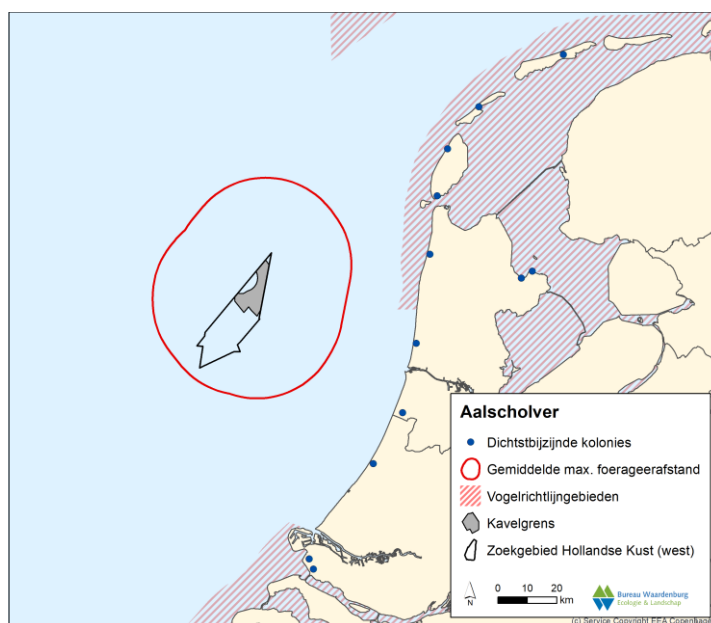 Aalscholver
Dichtstbijzijnde kolonies
Gemiddelde max. foerageerafstand
Vogelrichtlijngebieden
Kavelgrens
Zoekgebied Hollandse Kust (west)
N
0 10 20
km
Bureau Waardenburg
Ecologie & Landschap
(c) Service Copyright EEA Copenhage